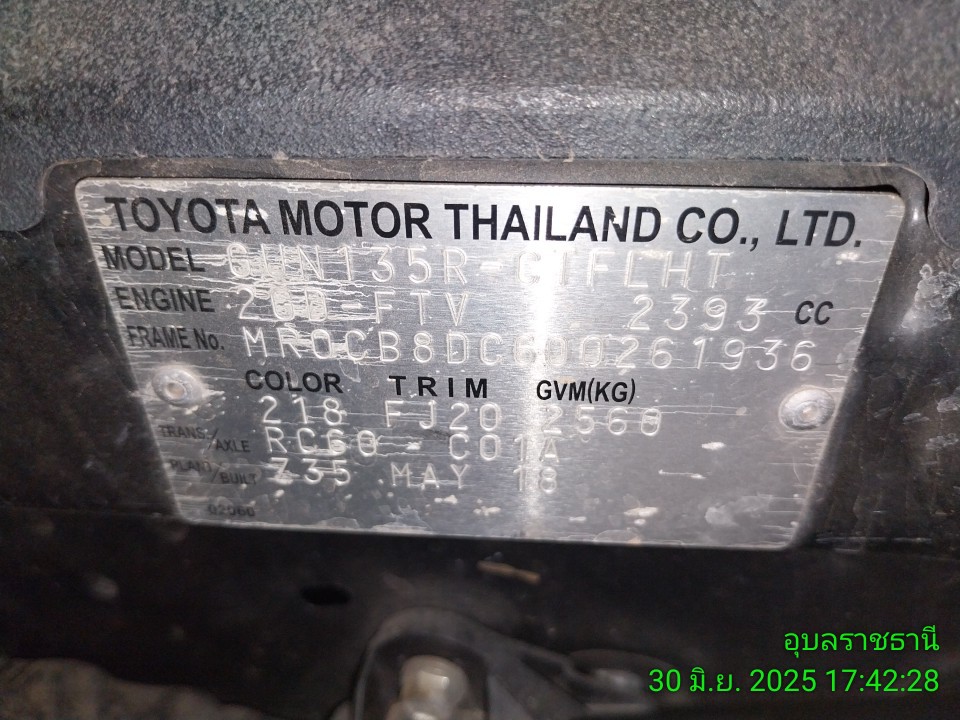 TOYOTA MOTOR THAILAND CO., LTD.
MODEL GUN135R-CTFLHT
ENGINE 2GD FTV 2393 CC
FRAME No. MR0CB8DC600261936
COLOR TRIM GVM(KG)
218 FJ20 2560
TRANS./AXLE RC60 - C01A
PLANT/BUILT Z35 MAY 18
02060
อุบลราชธานี
30 มิ.ย. 2025 17:42:28